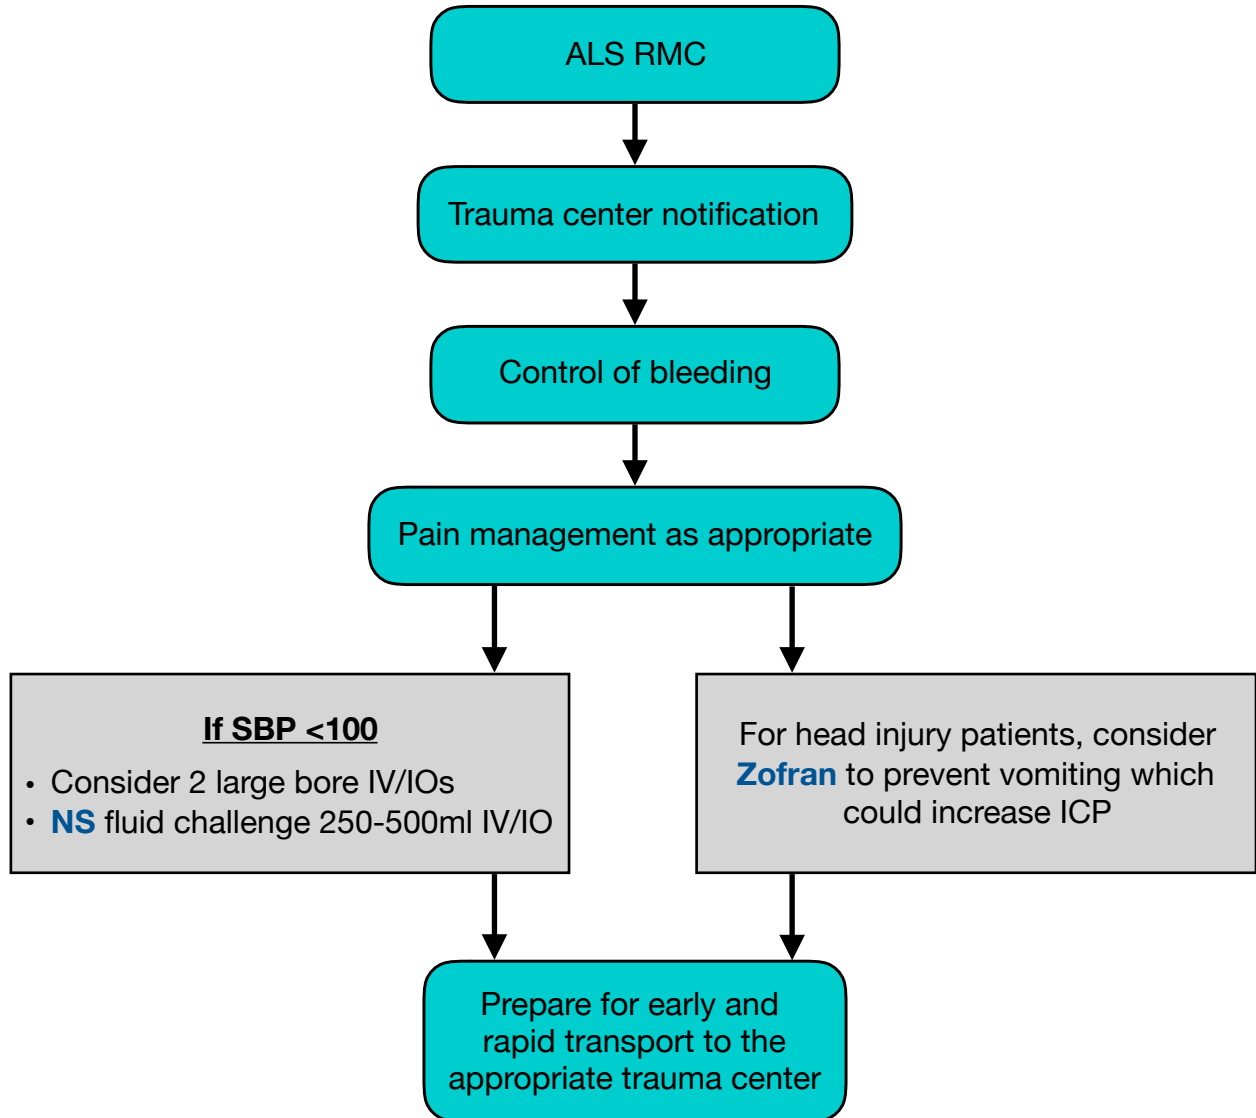 ALS RMC
Trauma center notification
Control of bleeding
Pain management as appropriate
If SBP <100
• Consider 2 large bore IV/IOs
• NS fluid challenge 250-500ml IV/IO
For head injury patients, consider
Zofran to prevent vomiting which
could increase ICP
Prepare for early and
rapid transport to the
appropriate trauma center